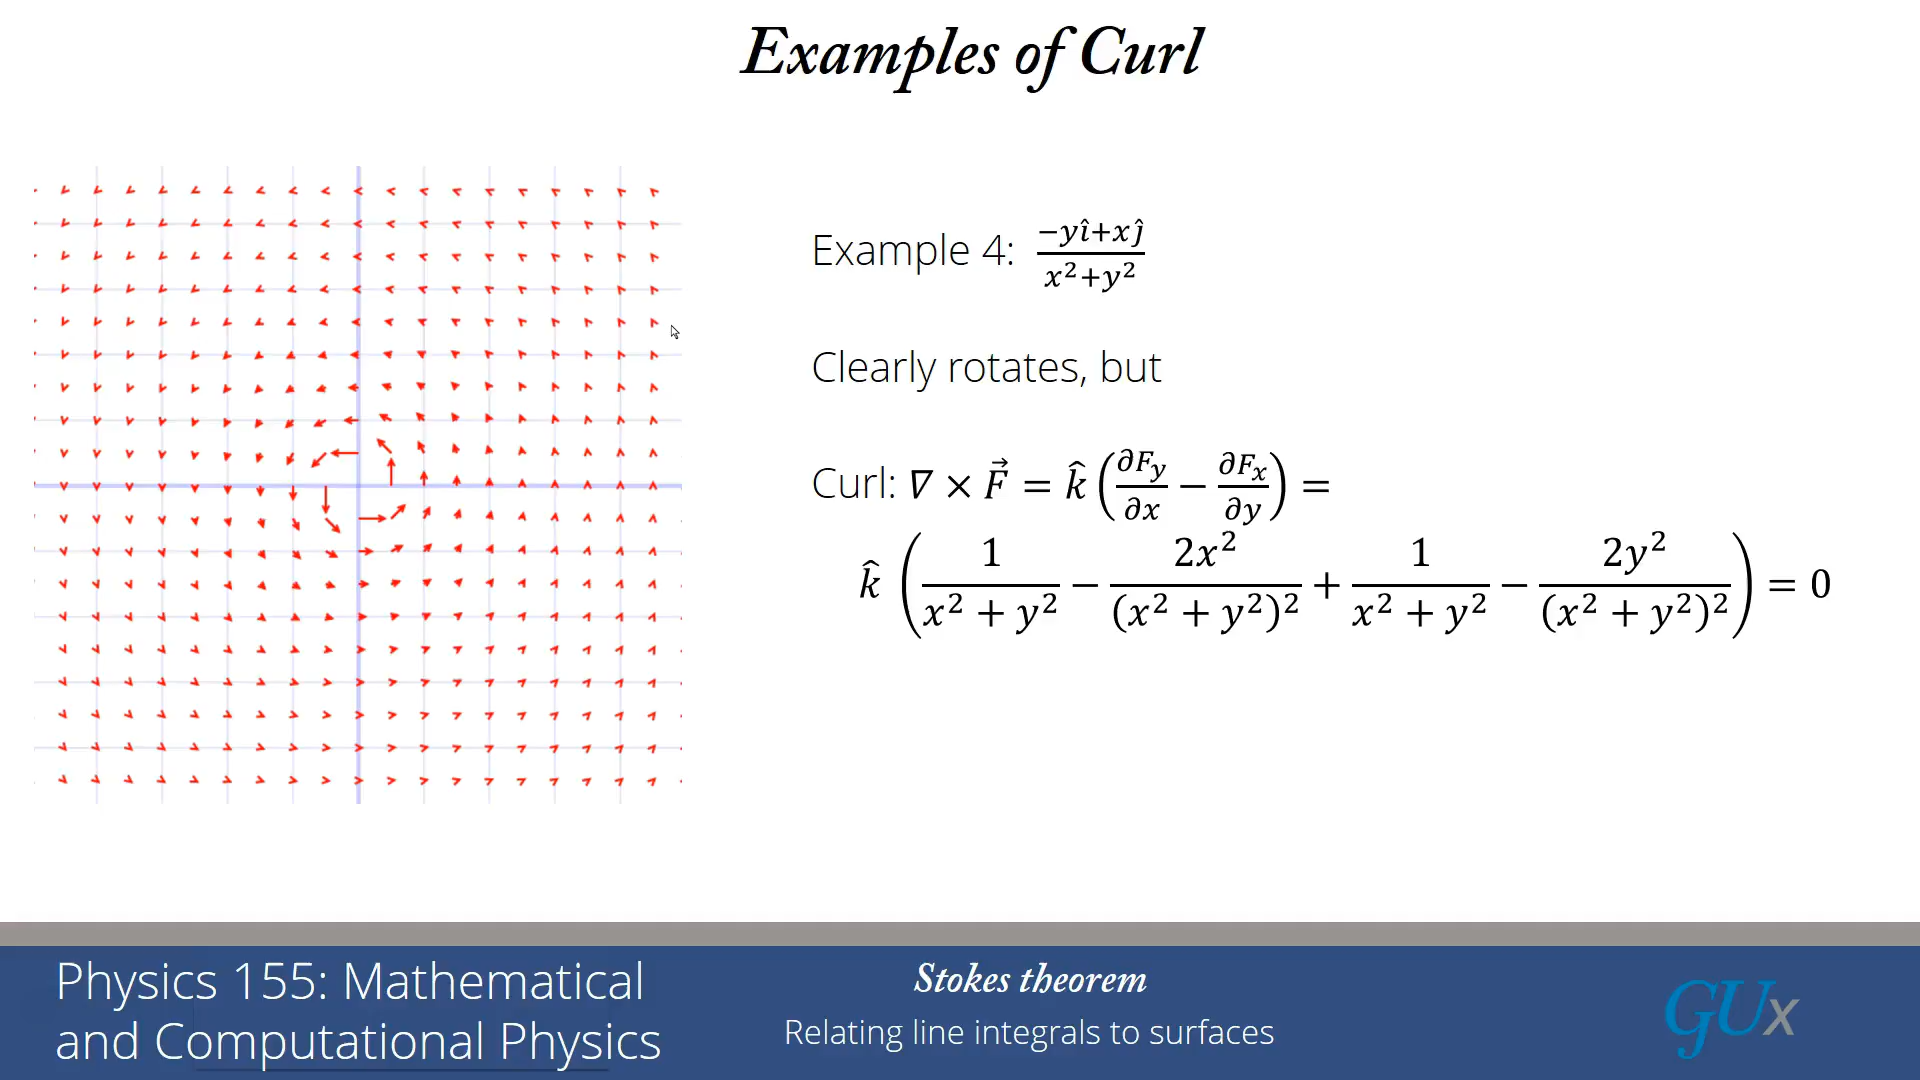 Examples of Curl
Example 4: (−yî+xĵ)/(x²+y²)
Clearly rotates, but
Curl: ∇ × F⃗ = k̂ (∂F_y/∂x − ∂F_x/∂y) =
k̂ (1/(x² + y²) − 2x²/(x² + y²)² + 1/(x² + y²) − 2y²/(x² + y²)²) = 0
Physics 155: Mathematical
and Computational Physics
Stokes theorem
Relating line integrals to surfaces
GUx